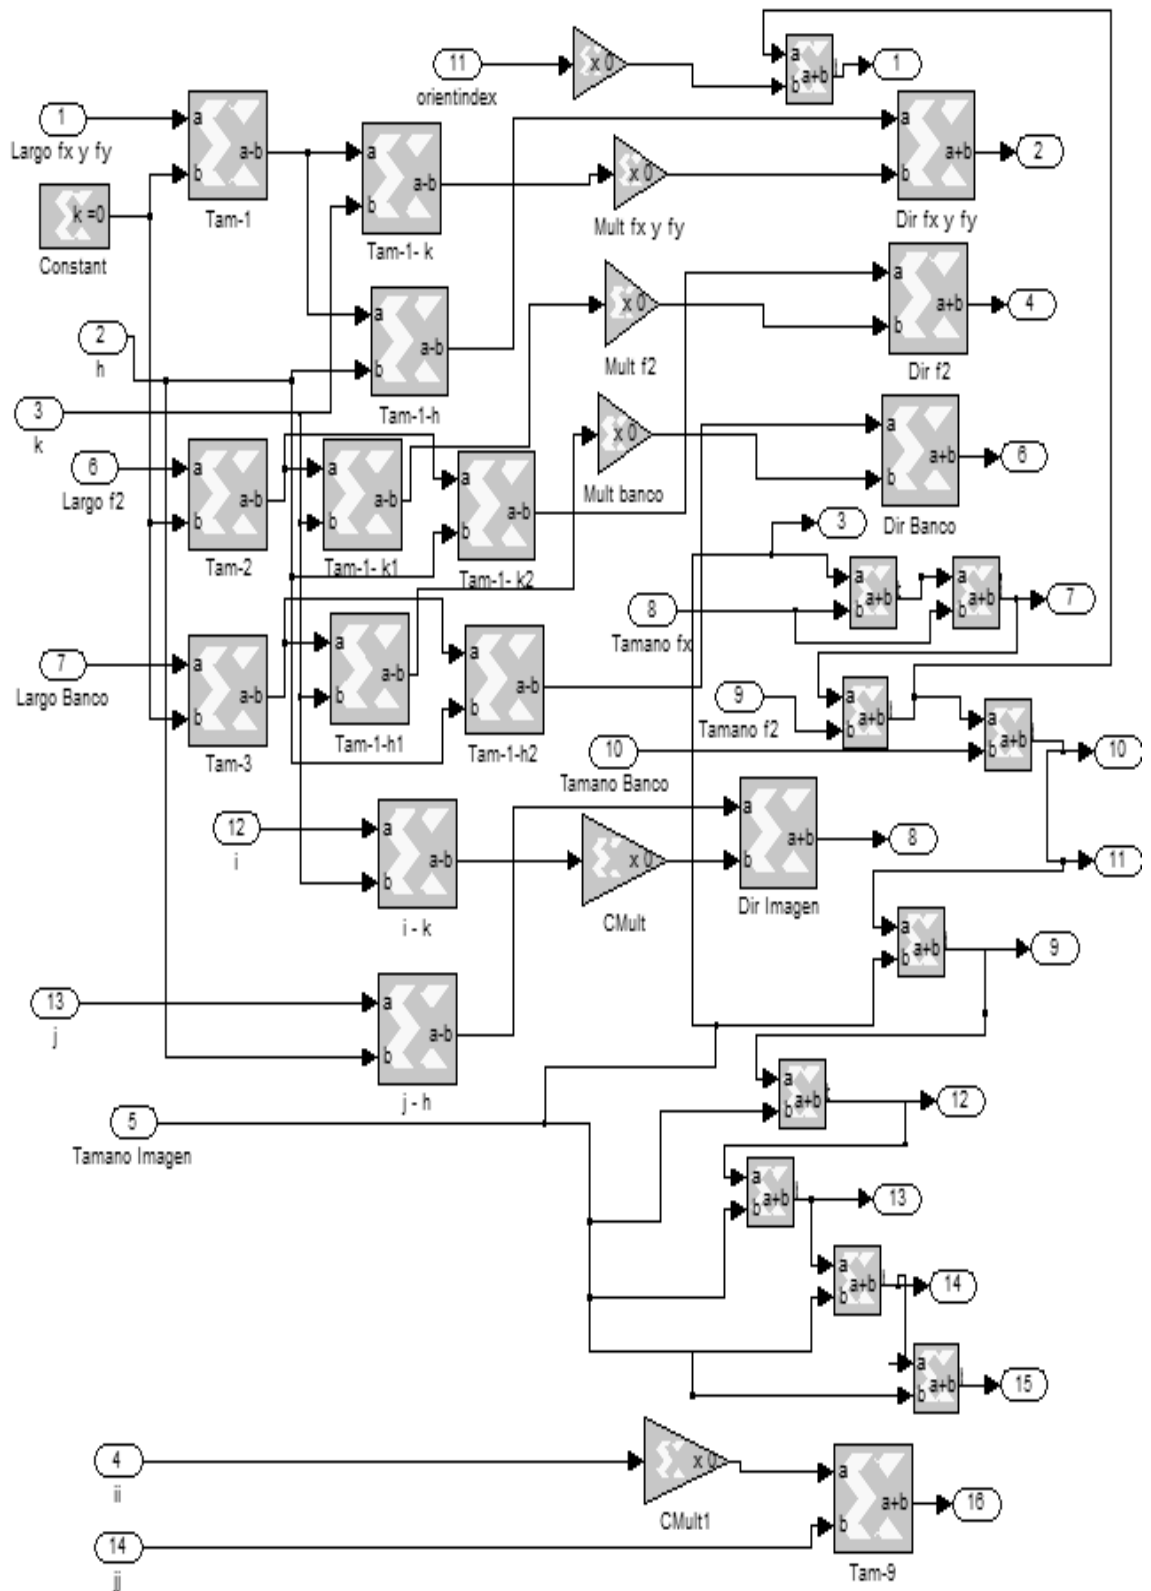 11
orientindex
x 0
a
b
a+b
1
1
Largo fx y fy
a
b
a-b
Tam-1
k =0
Constant
a
b
a-b
Tam-1- k
x 0
Mult fx y fy
a
b
a+b
Dir fx y fy
2
2
h
a
b
a-b
Tam-1-h
x 0
Mult f2
a
b
a+b
Dir f2
4
3
k
6
Largo f2
a
b
a-b
Tam-2
a
b
a-b
Tam-1- k1
a
b
a-b
Tam-1- k2
x 0
Mult banco
a
b
a+b
Dir Banco
6
3
8
Tamano fx
a
b
a+b
a
b
a+b
7
7
Largo Banco
a
b
a-b
Tam-3
a
b
a-b
Tam-1-h1
a
b
a-b
Tam-1-h2
9
Tamano f2
a
b
a+b
10
Tamano Banco
a
b
a+b
10
11
12
i
a
b
a-b
i - k
x 0
CMult
a
b
a+b
Dir Imagen
8
a
b
a+b
9
13
j
a
b
a-b
j - h
5
Tamano Imagen
a
b
a+b
12
a
b
a+b
13
a
b
a+b
14
a
b
a+b
15
4
ii
x 0
CMult1
14
jj
a
b
a+b
Tam-9
16